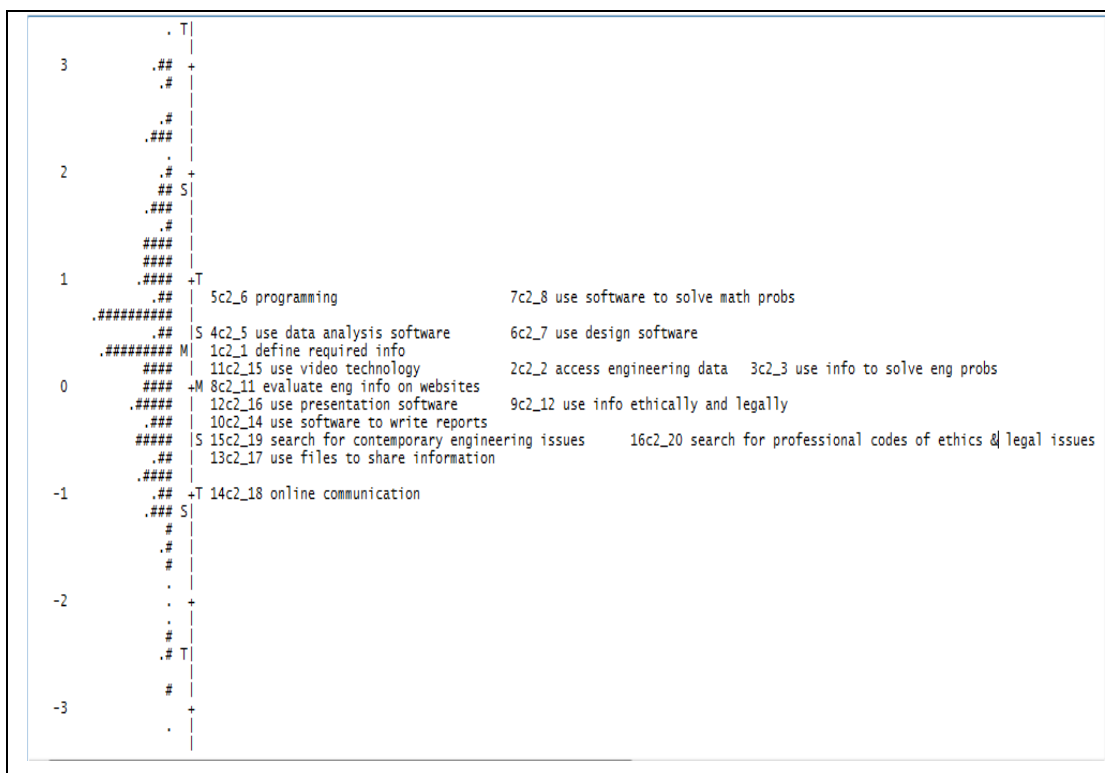 . T|
|
3 .## +
.# |
|
.# |
.### |
. |
2 .# +
## S|
.### |
.# |
#### |
#### |
1 .#### +T
.## | 5c2_6 programming 7c2_8 use software to solve math probs
.########## |
.## |S 4c2_5 use data analysis software 6c2_7 use design software
.######### M| 1c2_1 define required info
#### | 11c2_15 use video technology 2c2_2 access engineering data 3c2_3 use info to solve eng probs
0 #### +M 8c2_11 evaluate eng info on websites
.##### | 12c2_16 use presentation software 9c2_12 use info ethically and legally
.### | 10c2_14 use software to write reports
##### |S 15c2_19 search for contemporary engineering issues 16c2_20 search for professional codes of ethics & legal issues
.## | 13c2_17 use files to share information
.#### |
-1 .## +T 14c2_18 online communication
.### S|
# |
.# |
# |
. |
-2 . +
. |
# |
.# T|
|
# |
-3 +
. |
|